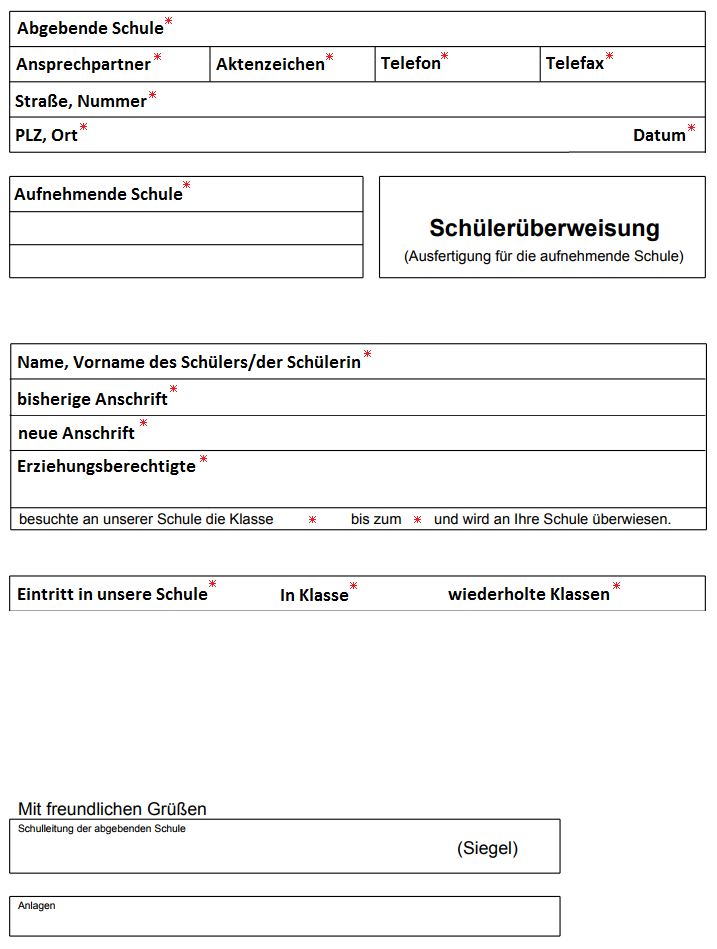 Abgebende Schule*
Ansprechpartner* Aktenzeichen* Telefon* Telefax*
Straße, Nummer*
PLZ, Ort* Datum*
Aufnehmende Schule*
Schülerüberweisung
(Ausfertigung für die aufnehmende Schule)
Name, Vorname des Schülers/der Schülerin*
bisherige Anschrift*
neue Anschrift*
Erziehungsberechtigte*
besuchte an unserer Schule die Klasse * bis zum * und wird an Ihre Schule überwiesen.
Eintritt in unsere Schule* In Klasse* wiederholte Klassen*
Mit freundlichen Grüßen
Schulleitung der abgebenden Schule
(Siegel)
Anlagen